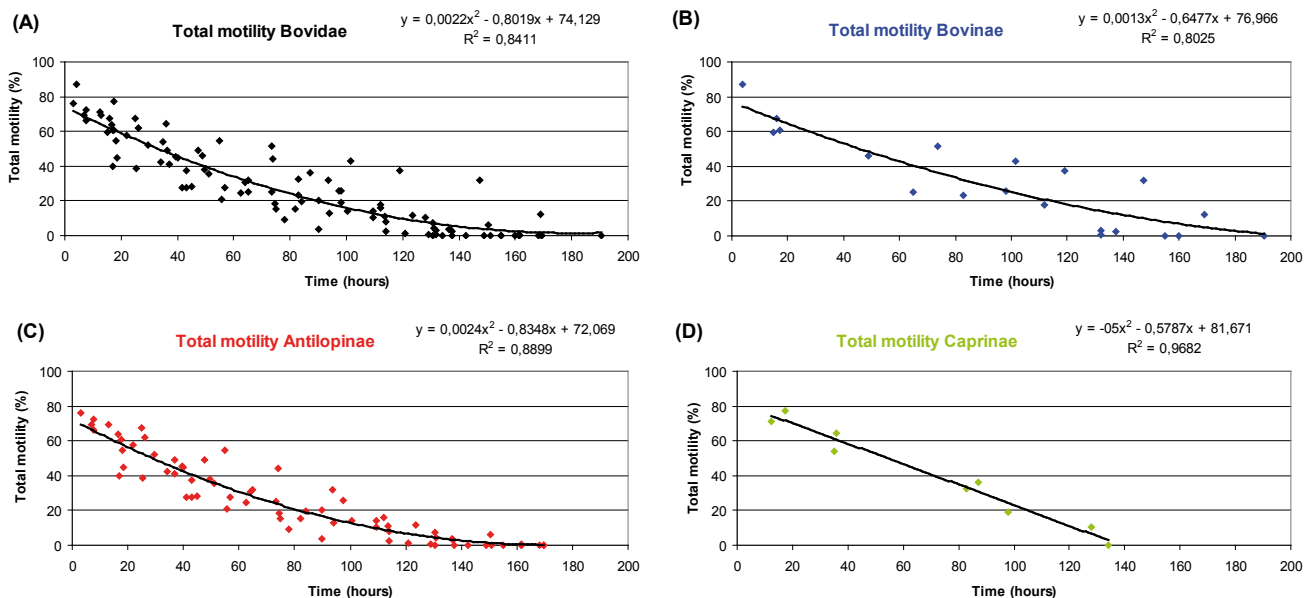 (A)
Total motility Bovidae
y = 0,0022x² - 0,8019x + 74,129
R² = 0,8411
Total motility (%)
100
80
60
40
20
0
0 20 40 60 80 100 120 140 160 180 200
Time (hours)
(B)
Total motility Bovinae
y = 0,0013x² - 0,6477x + 76,966
R² = 0,8025
Total motility (%)
100
80
60
40
20
0
0 20 40 60 80 100 120 140 160 180 200
Time (hours)
(C)
Total motility Antilopinae
y = 0,0024x² - 0,8348x + 72,069
R² = 0,8899
Total motility (%)
100
80
60
40
20
0
0 20 40 60 80 100 120 140 160 180 200
Time (hours)
(D)
Total motility Caprinae
y = -05x² - 0,5787x + 81,671
R² = 0,9682
Total motility (%)
100
80
60
40
20
0
0 20 40 60 80 100 120 140 160 180 200
Time (hours)